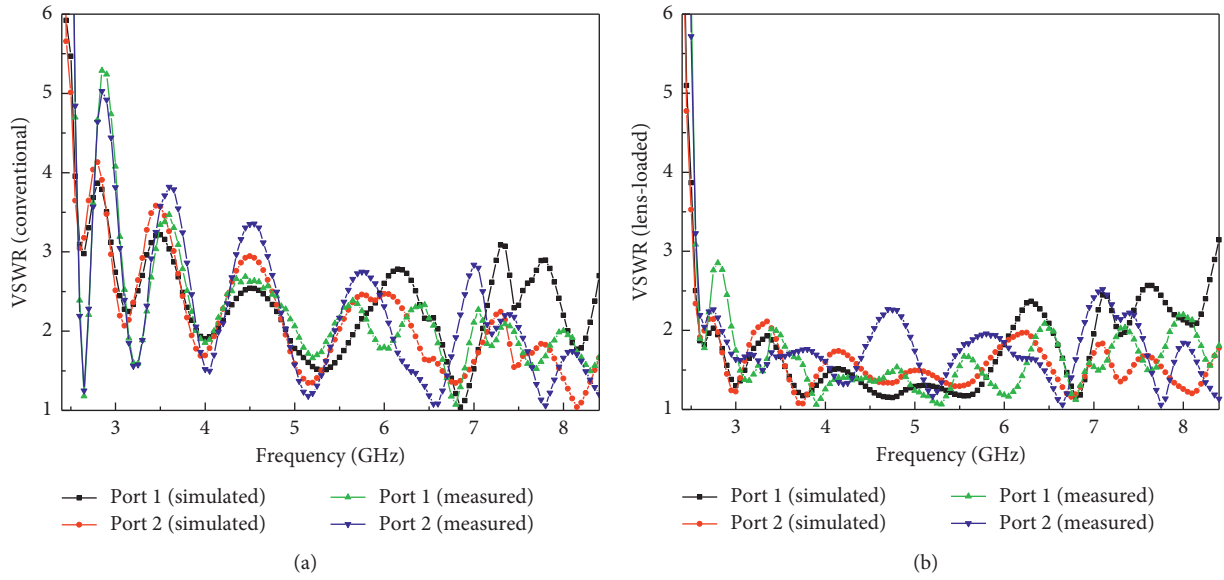 6
5
4
3
2
1
VSWR (conventional)
3
4
5
6
7
8
Frequency (GHz)
Port 1 (simulated)
Port 2 (simulated)
Port 1 (measured)
Port 2 (measured)
(a)
6
5
4
3
2
1
VSWR (lens-loaded)
3
4
5
6
7
8
Frequency (GHz)
Port 1 (simulated)
Port 2 (simulated)
Port 1 (measured)
Port 2 (measured)
(b)